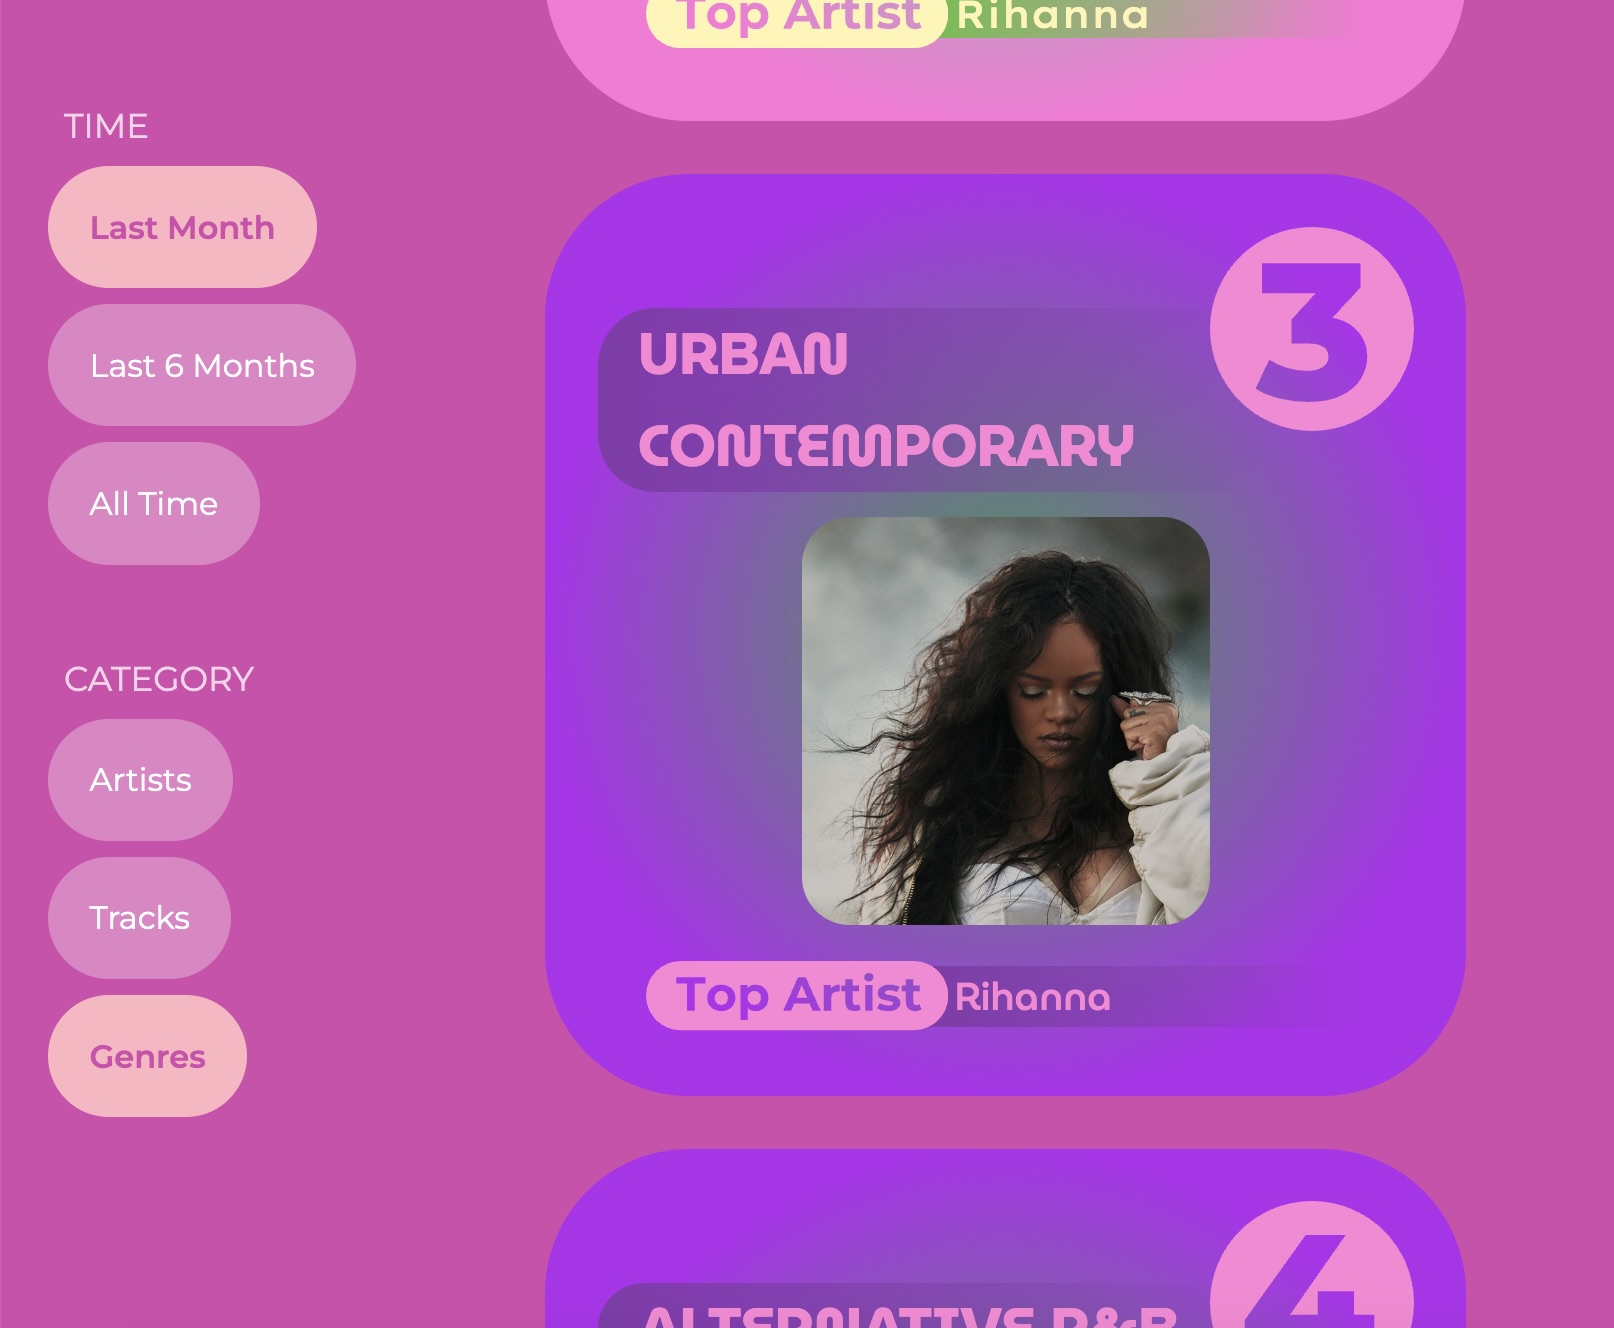 Top Artist Rihanna
TIME
Last Month
Last 6 Months
All Time
CATEGORY
Artists
Tracks
Genres
3
URBAN
CONTEMPORARY
Top Artist Rihanna
4
ALTERNATIVE R&B